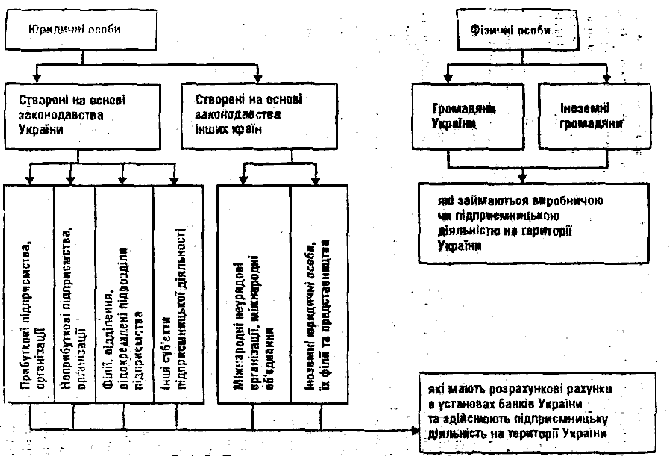 Юридичні особи
Фізичні особи
Створені на основі
законодавства
України
Створені на основі
законодавства
інших країн
Громадяни
України
Іноземні
громадяни
Прибуткові підприємства,
організації
Неприбуткові підприємства,
організації
Філії, відділення,
відокремлені підрозділи
підприємства
Інші суб'єкти
підприємницької діяльності
Міжнародні неурядові
організації, міжнародні
об'єднання
Іноземні юридичні особи,
їх філії та представництва
які займаються виробничою
чи підприємницькою
діяльністю на території
України
які мають розрахункові рахунки
в установах банків України
та здійснюють підприємницьку
діяльність на території України